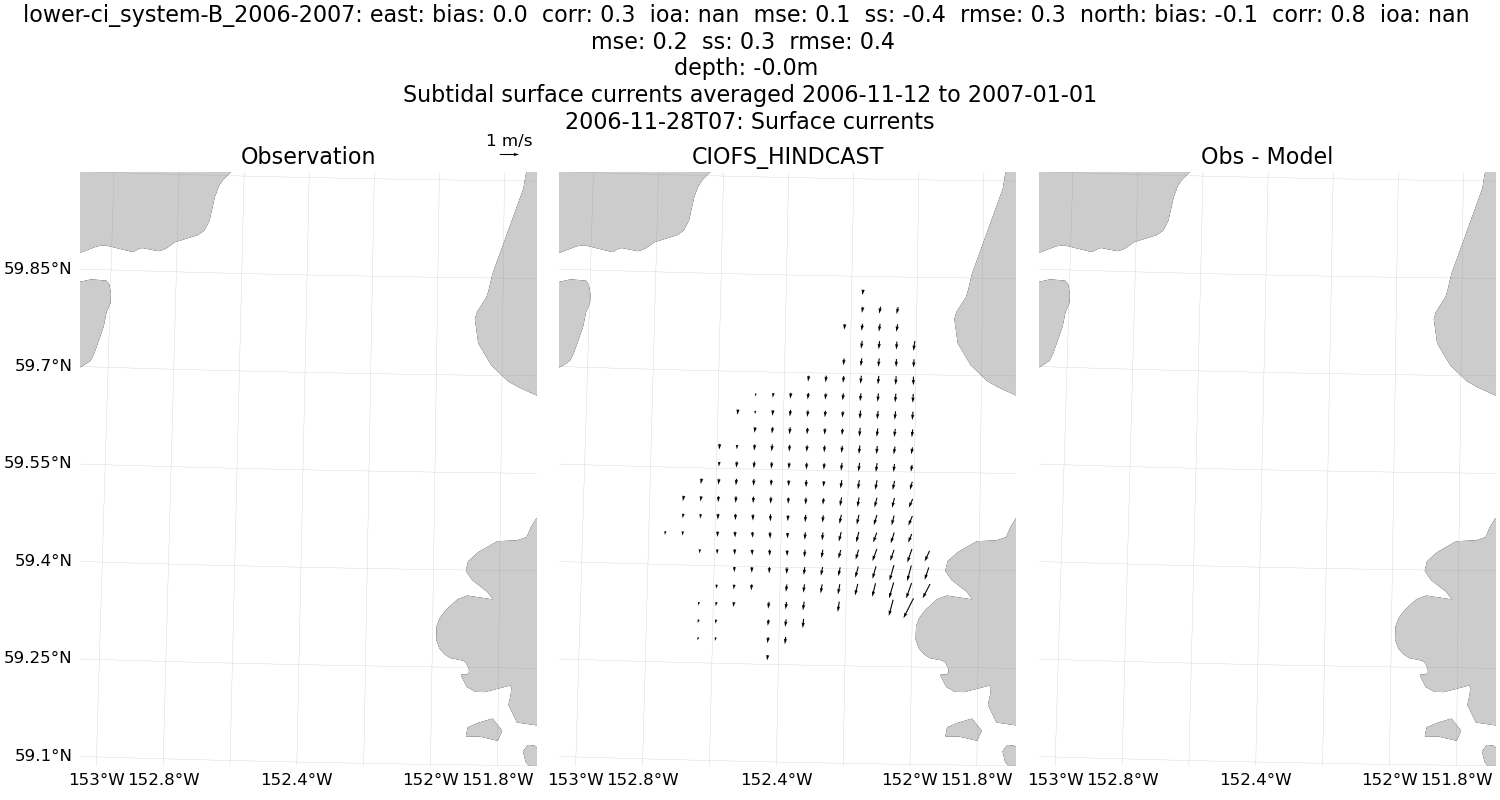 lower-ci_system-B_2006-2007: east: bias: 0.0  corr: 0.3  ioa: nan  mse: 0.1  ss: -0.4  rmse: 0.3  north: bias: -0.1  corr: 0.8  ioa: nan
mse: 0.2  ss: 0.3  rmse: 0.4
depth: -0.0m
Subtidal surface currents averaged 2006-11-12 to 2007-01-01
2006-11-28T07: Surface currents
1 m/s
Observation
CIOFS_HINDCAST
Obs - Model
59.85°N
59.7°N
59.55°N
59.4°N
59.25°N
59.1°N
153°W 152.8°W 152.4°W 152°W 151.8°W 153°W 152.8°W 152.4°W 152°W 151.8°W 153°W 152.8°W 152.4°W 152°W 151.8°W